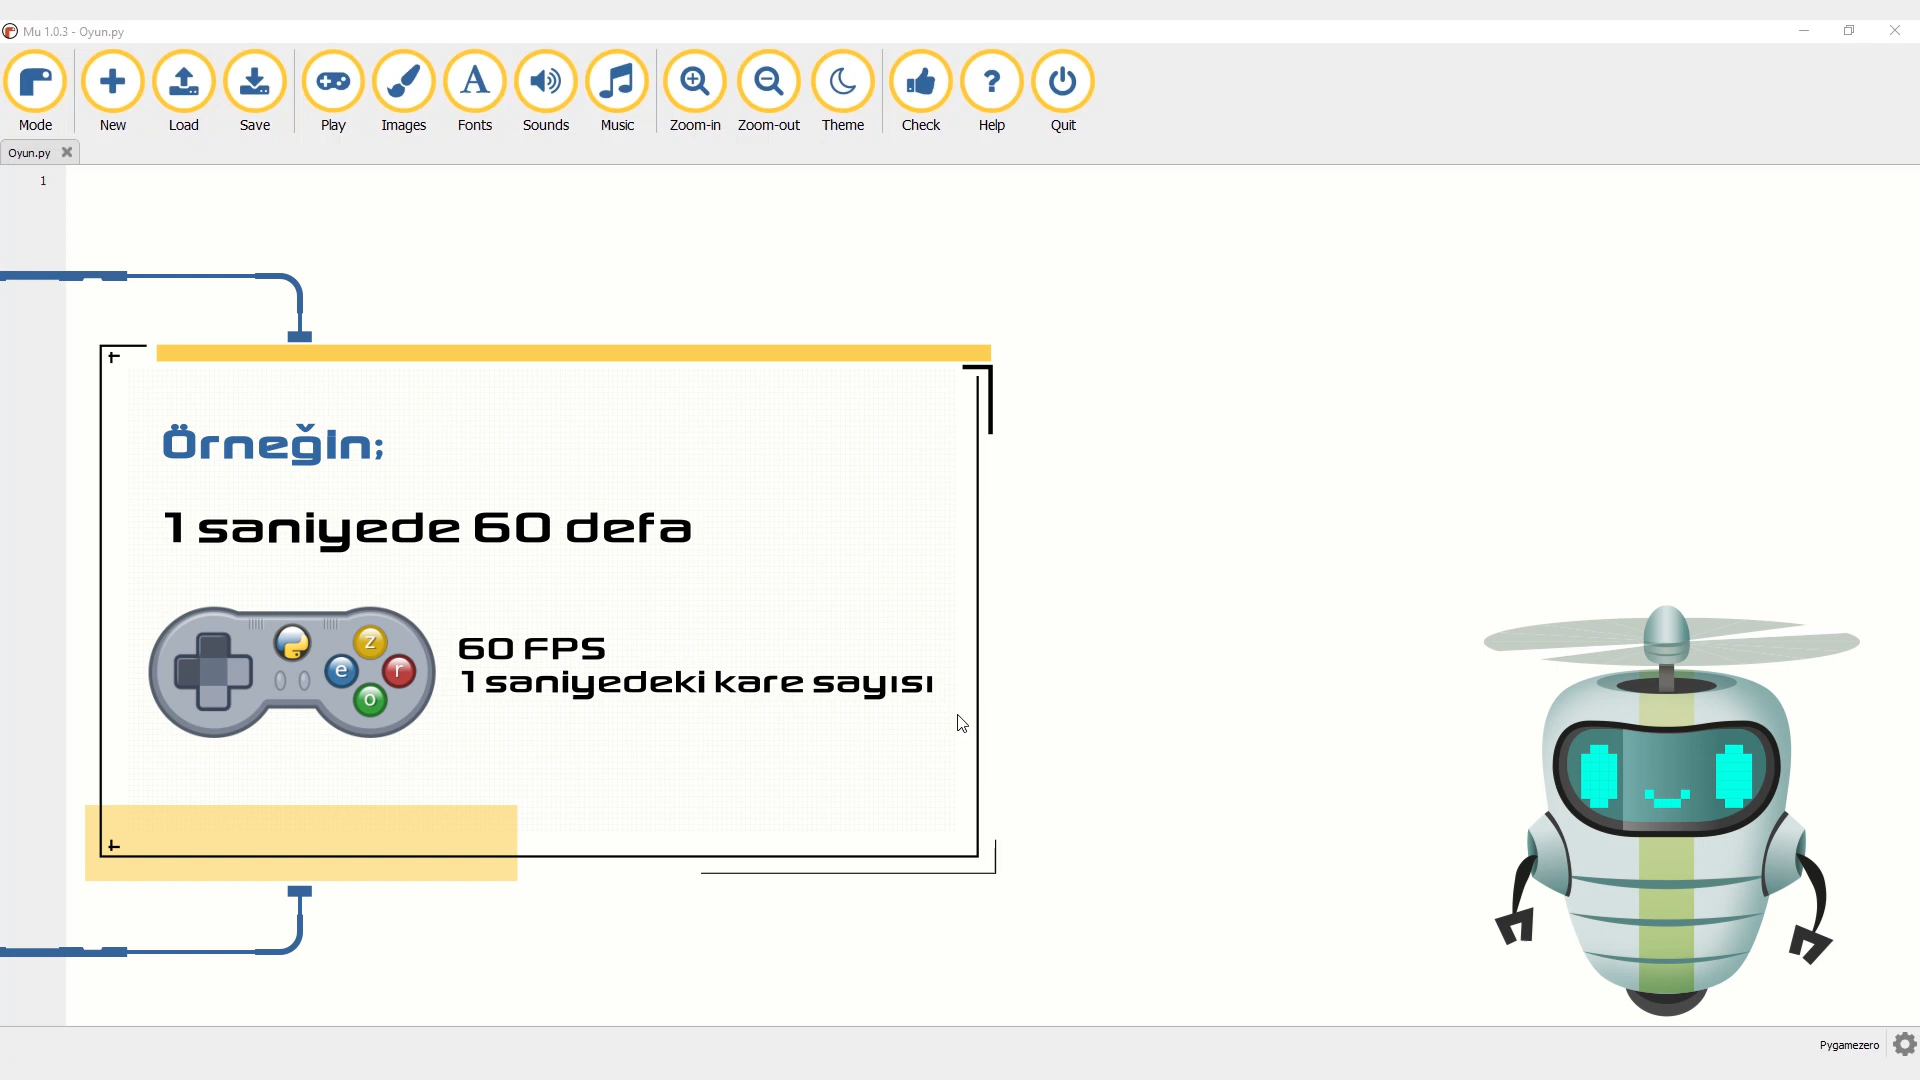 Mu 1.0.3 - Oyun.py
Mode New Load Save Play Images Fonts Sounds Music Zoom-in Zoom-out Theme Check Help Quit
Oyun.py
1
Örneğin;
1 saniyede 60 defa
z
e r
o
60 FPS
1 saniyedeki kare sayısı
Pygamezero